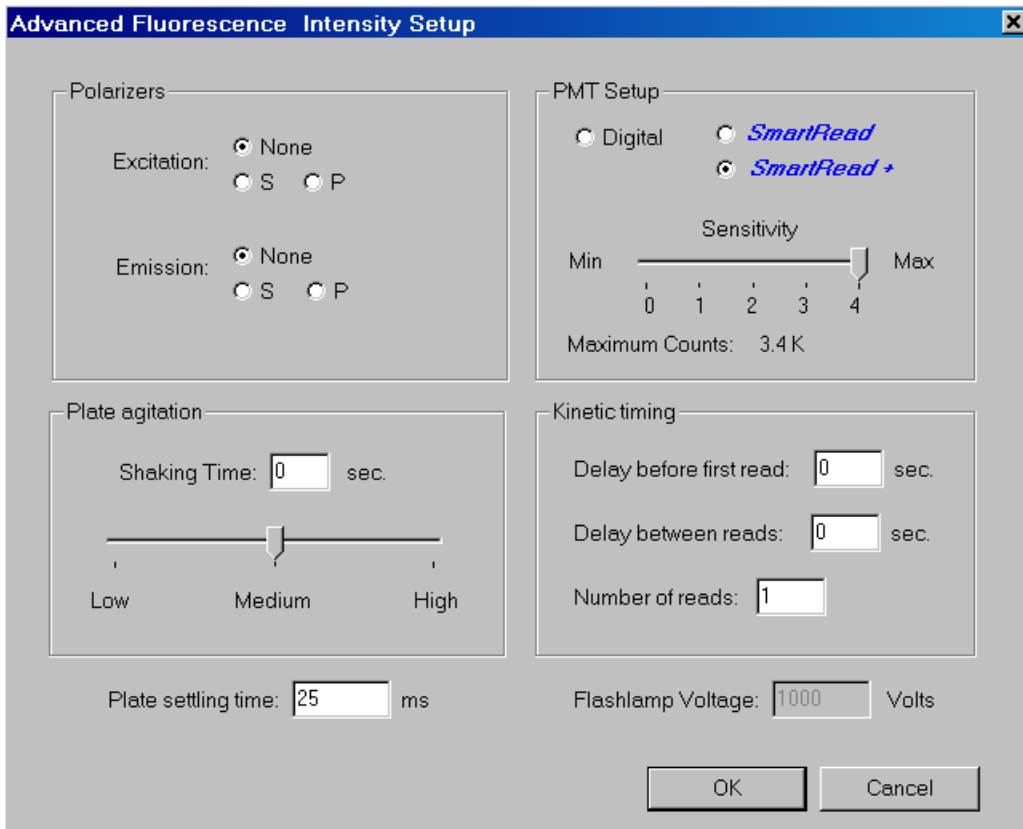 Advanced Fluorescence Intensity Setup
Polarizers
Excitation:
None
S P
Emission:
None
S P
PMT Setup
Digital
SmartRead
SmartRead +
Sensitivity
Min Max
0 1 2 3 4
Maximum Counts: 3.4 K
Plate agitation
Shaking Time: 0 sec.
Low Medium High
Kinetic timing
Delay before first read: 0 sec.
Delay between reads: 0 sec.
Number of reads: 1
Plate settling time: 25 ms
Flashlamp Voltage: 1000 Volts
OK Cancel